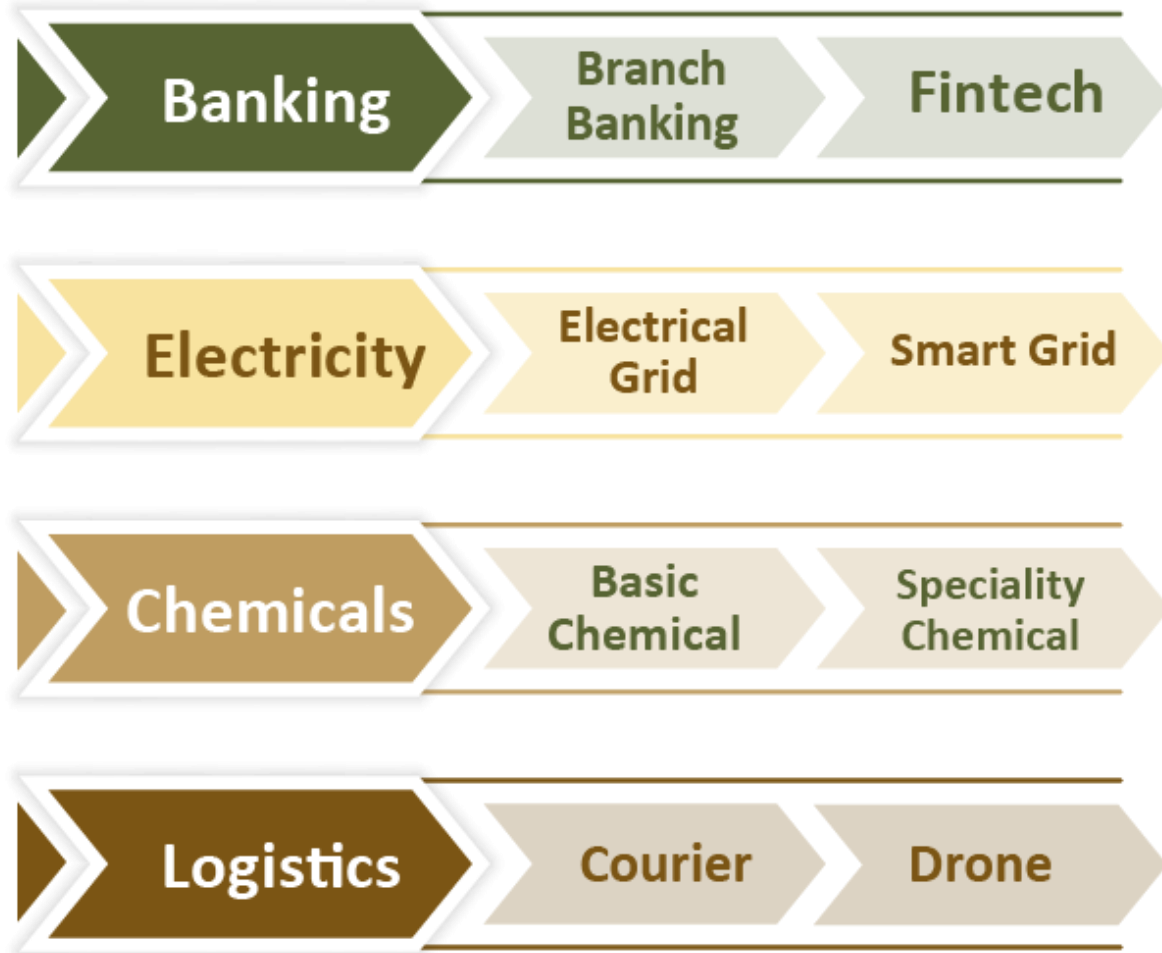 Banking
Branch
Banking
Fintech
Electricity
Electrical
Grid
Smart Grid
Chemicals
Basic
Chemical
Speciality
Chemical
Logistics
Courier
Drone